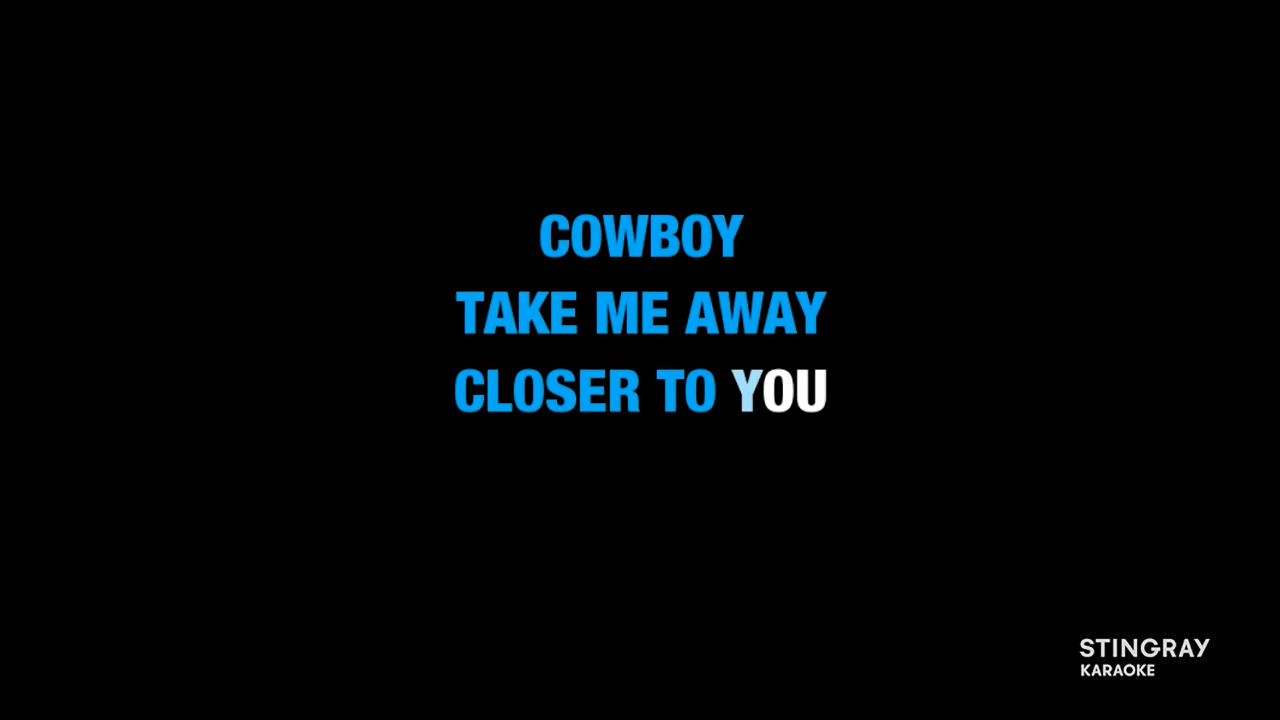 COWBOY
TAKE ME AWAY
CLOSER TO YOU
STINGRAY
KARAOKE